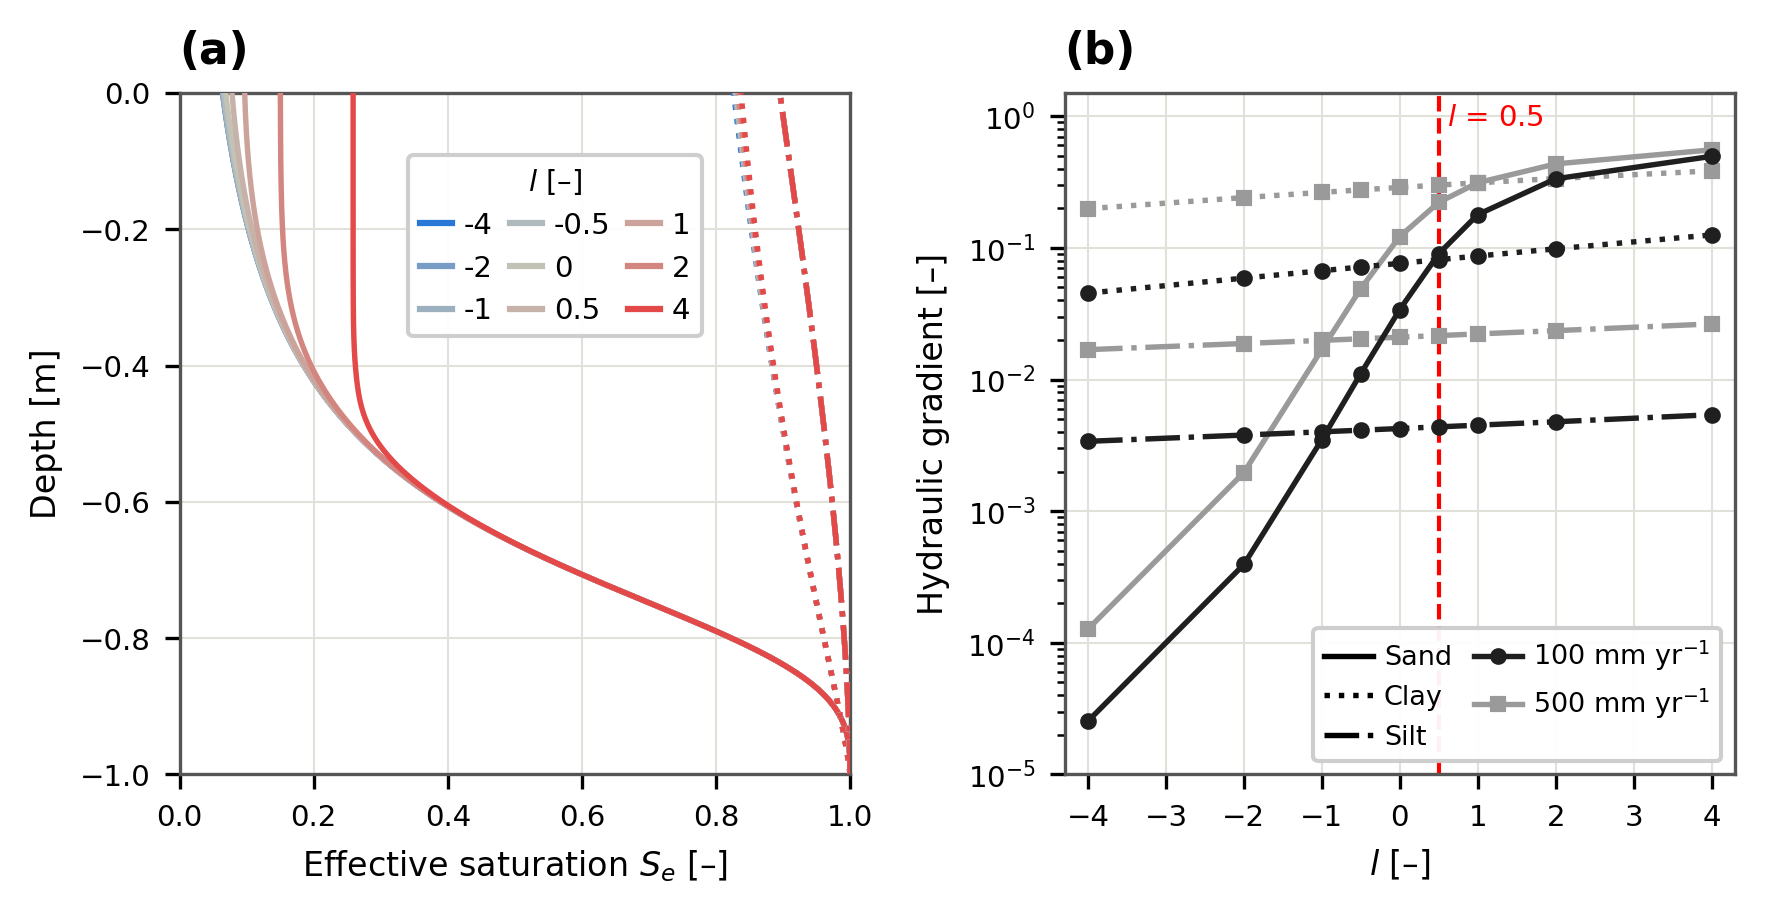 (a)
0.0
−0.2
−0.4
−0.6
−0.8
−1.0
Depth [m]
l [–]
-4 -0.5 1
-2 0 2
-1 0.5 4
0.0 0.2 0.4 0.6 0.8 1.0
Effective saturation Sₑ [–]
(b)
10⁰
10⁻¹
10⁻²
10⁻³
10⁻⁴
10⁻⁵
Hydraulic gradient [–]
l = 0.5
Sand 100 mm yr⁻¹
Clay 500 mm yr⁻¹
Silt
−4 −3 −2 −1 0 1 2 3 4
l [–]